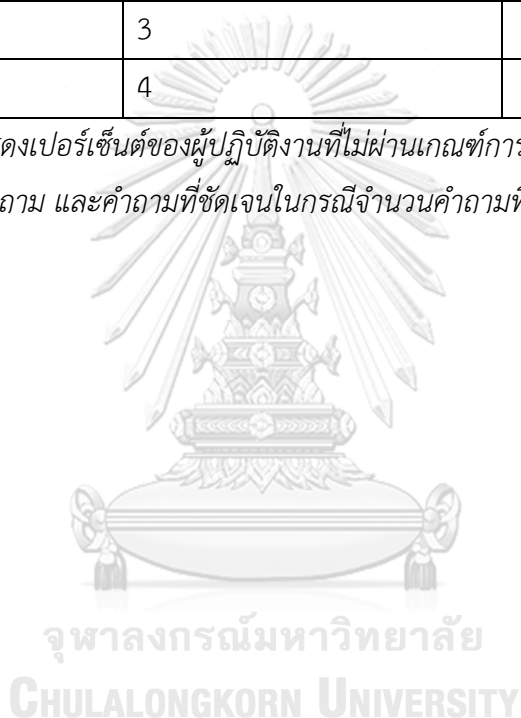 3
4
ดงเปอร์เซ็นต์ของผู้ปฏิบัติงานที่ไม่ผ่านเกณฑ์การ
ถาม และคำถามที่ชัดเจนในกรณีจำนวนคำถามที่
จุฬาลงกรณ์มหาวิทยาลัย
CHULALONGKORN UNIVERSITY